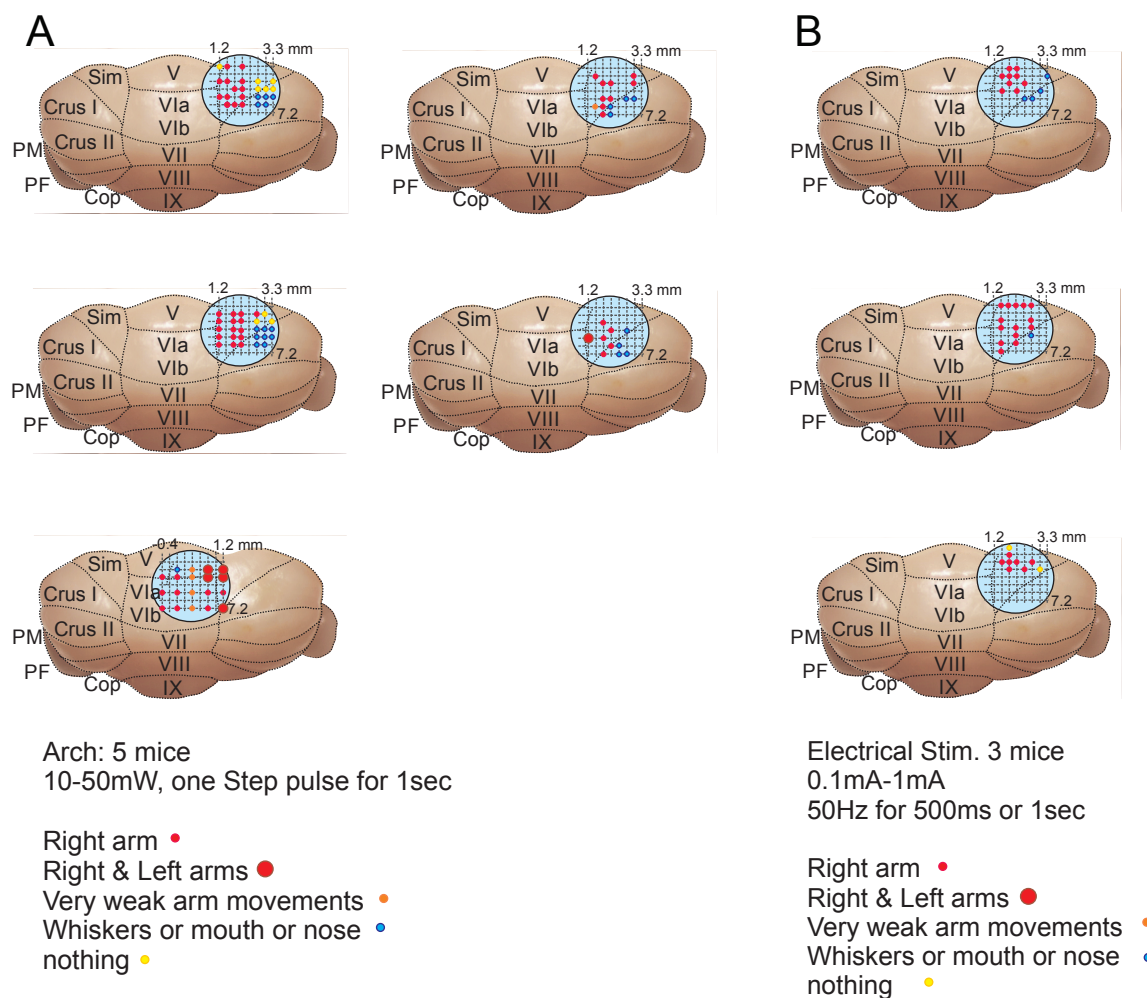 A
B
1.2 3.3 mm
Sim V
Crus I VIa
VIb 7.2
Crus II
PM VII
PF VIII
Cop IX
1.2 3.3 mm
Sim V
Crus I VIa
VIb 7.2
Crus II
PM VII
PF VIII
Cop IX
1.2 3.3 mm
Sim V
Crus I VIa
VIb 7.2
Crus II
PM VII
PF VIII
Cop IX
1.2 3.3 mm
Sim V
Crus I VIa
VIb 7.2
Crus II
PM VII
PF VIII
Cop IX
1.2 3.3 mm
Sim V
Crus I VIa
VIb 7.2
Crus II
PM VII
PF VIII
Cop IX
1.2 3.3 mm
Sim V
Crus I VIa
VIb 7.2
Crus II
PM VII
PF VIII
Cop IX
-0.4 1.2 mm
Sim V
Crus I VIa
VIb 7.2
Crus II
PM VII
PF VIII
Cop IX
1.2 3.3 mm
Sim V
Crus I VIa
VIb 7.2
Crus II
PM VII
PF VIII
Cop IX
Arch: 5 mice
10-50mW, one Step pulse for 1sec
Right arm
Right & Left arms
Very weak arm movements
Whiskers or mouth or nose
nothing
Electrical Stim. 3 mice
0.1mA-1mA
50Hz for 500ms or 1sec
Right arm
Right & Left arms
Very weak arm movements
Whiskers or mouth or nose
nothing